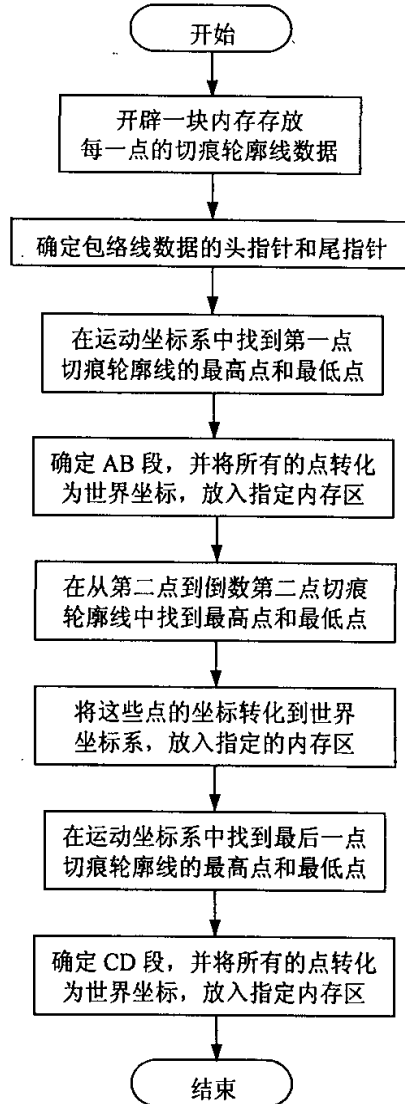 开始
开辟一块内存存放
每一点的切痕轮廓线数据
确定包络线数据的头指针和尾指针
在运动坐标系中找到第一点
切痕轮廓线的最高点和最低点
确定 AB 段，并将所有的点转化
为世界坐标，放入指定内存区
在从第二点到倒数第二点切痕
轮廓线中找到最高点和最低点
将这些点的坐标转化到世界
坐标系，放入指定的内存区
在运动坐标系中找到最后一点
切痕轮廓线的最高点和最低点
确定 CD 段，并将所有的点转化
为世界坐标，放入指定内存区
结束